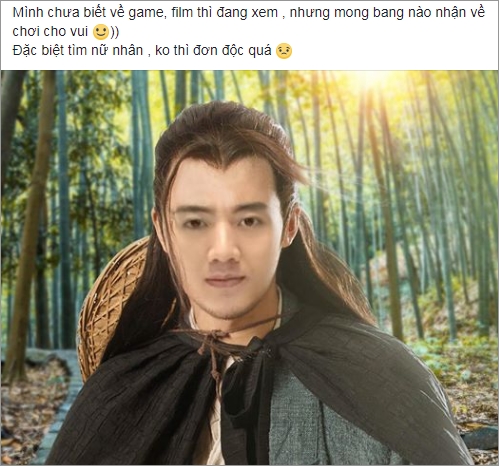 Mình chưa biết về game, film thì đang xem , nhưng mong bang nào nhận về
chơi cho vui 😀))
Đặc biệt tìm nữ nhân , ko thì đơn độc quá 😒